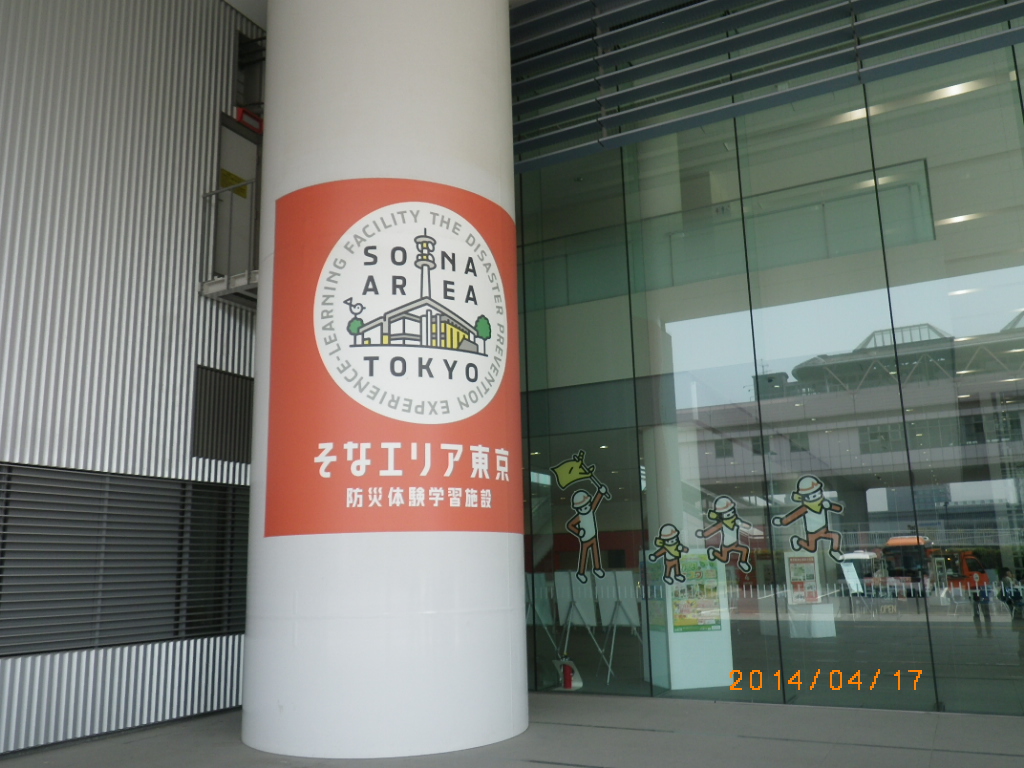 THE DISASTER PREVENTION EXPERIENCE-LEARNING FACILITY
SONA
AREA
TOKYO
そなエリア東京
防災体験学習施設
2014/04/17